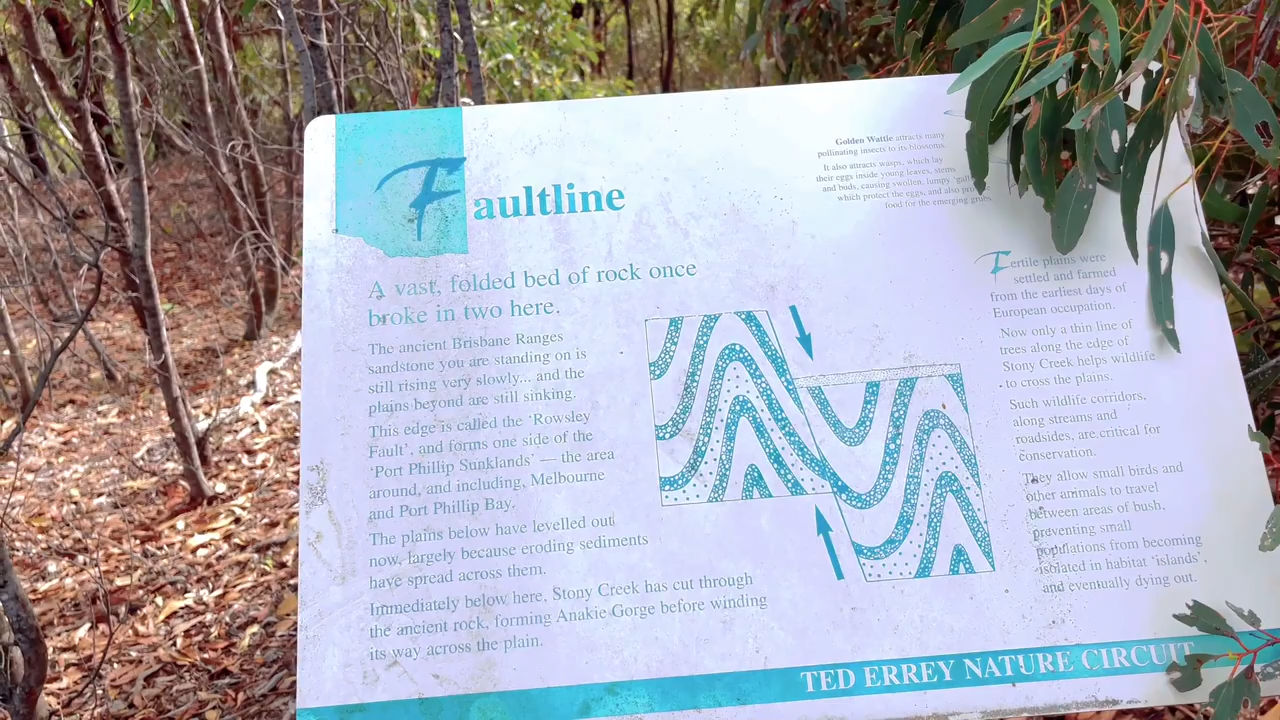 Faultline
A vast, folded bed of rock once
broke in two here.
The ancient Brisbane Ranges
sandstone you are standing on is
still rising very slowly... and the
plains beyond are still sinking.
This edge is called the ‘Rowsley
Fault’, and forms one side of the
‘Port Phillip Sunklands’ — the area
around, and including, Melbourne
and Port Phillip Bay.
The plains below have levelled out
now, largely because eroding sediments
have spread across them.
Immediately below here, Stony Creek has cut through
the ancient rock, forming Anakie Gorge before winding
its way across the plain.
Golden Wattle attracts many
pollinating insects to its blossoms.
It also attracts wasps, which lay
their eggs inside young leaves, stems
and buds, causing swollen, lumpy
which protect the eggs, and also
food for the emerging grubs.
Fertile plains were
settled and farmed
from the earliest days of
European occupation.
Now only a thin line of
trees along the edge of
Stony Creek helps wildlife
to cross the plains.
Such wildlife corridors,
along streams and
roadsides, are critical for
conservation.
They allow small birds and
other animals to travel
between areas of bush,
preventing small
populations from becoming
isolated in habitat ‘islands’,
and eventually dying out.
TED ERREY NATURE CIRCUIT